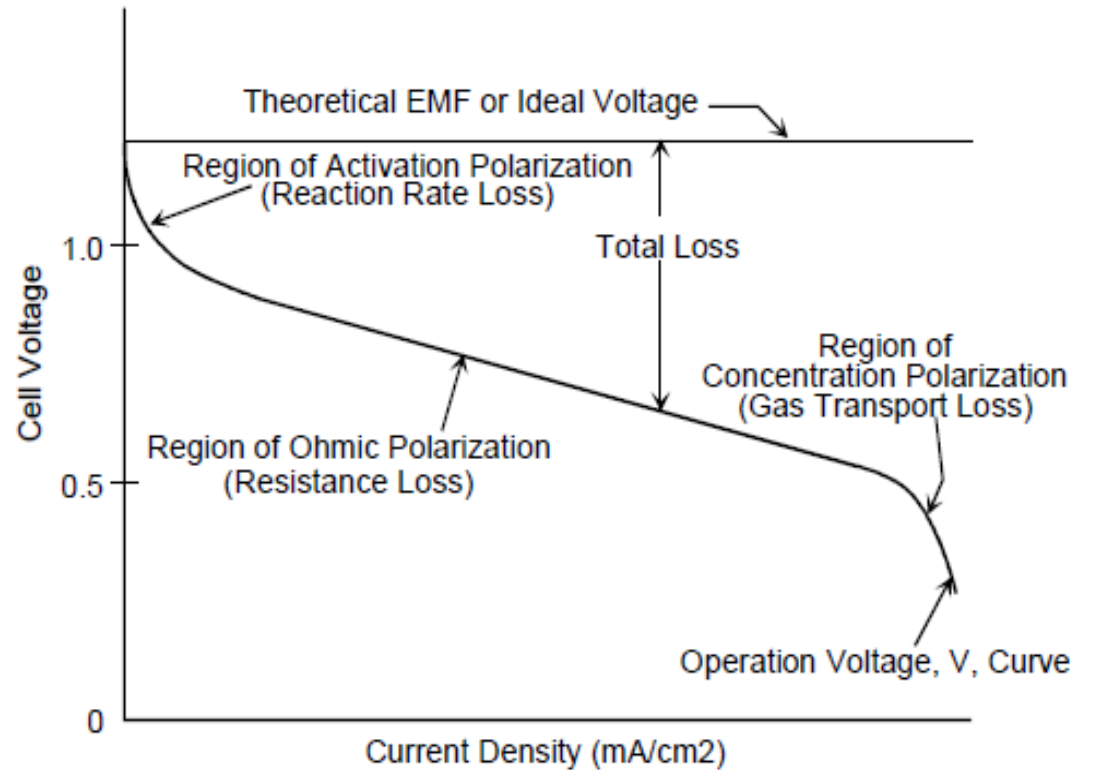 Theoretical EMF or Ideal Voltage
Region of Activation Polarization
(Reaction Rate Loss)
1.0
Total Loss
Cell Voltage
Region of
Concentration Polarization
(Gas Transport Loss)
Region of Ohmic Polarization
(Resistance Loss)
0.5
Operation Voltage, V, Curve
0
Current Density (mA/cm2)